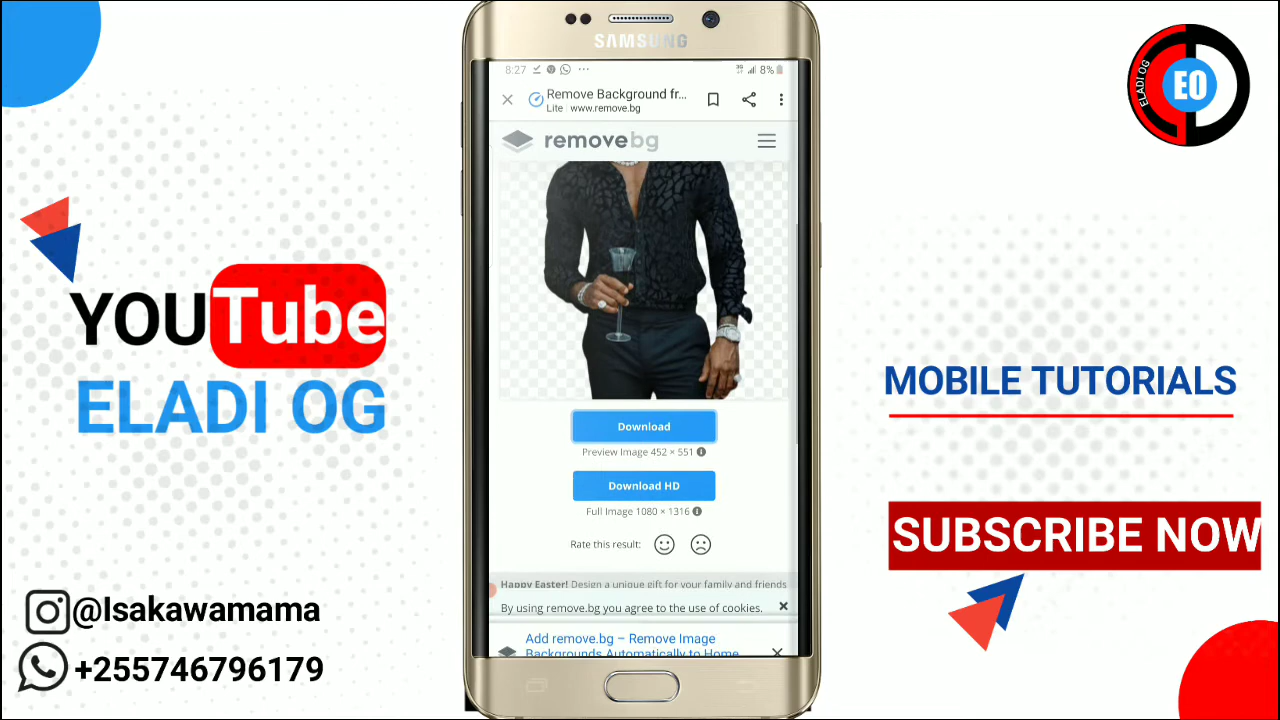 SAMSUNG
8:27
3G
8%
Remove Background fr...
Lite www.remove.bg
removebg
ELADI OG
EO
YOUTube
ELADI OG
MOBILE TUTORIALS
SUBSCRIBE NOW
Download
Preview Image 452 × 551
Download HD
Full Image 1080 × 1316
Rate this result:
Happy Easter! Design a unique gift for your family and friends
By using remove.bg you agree to the use of cookies.
Add remove.bg – Remove Image
Backgrounds Automatically to Home
@Isakawamama
+255746796179